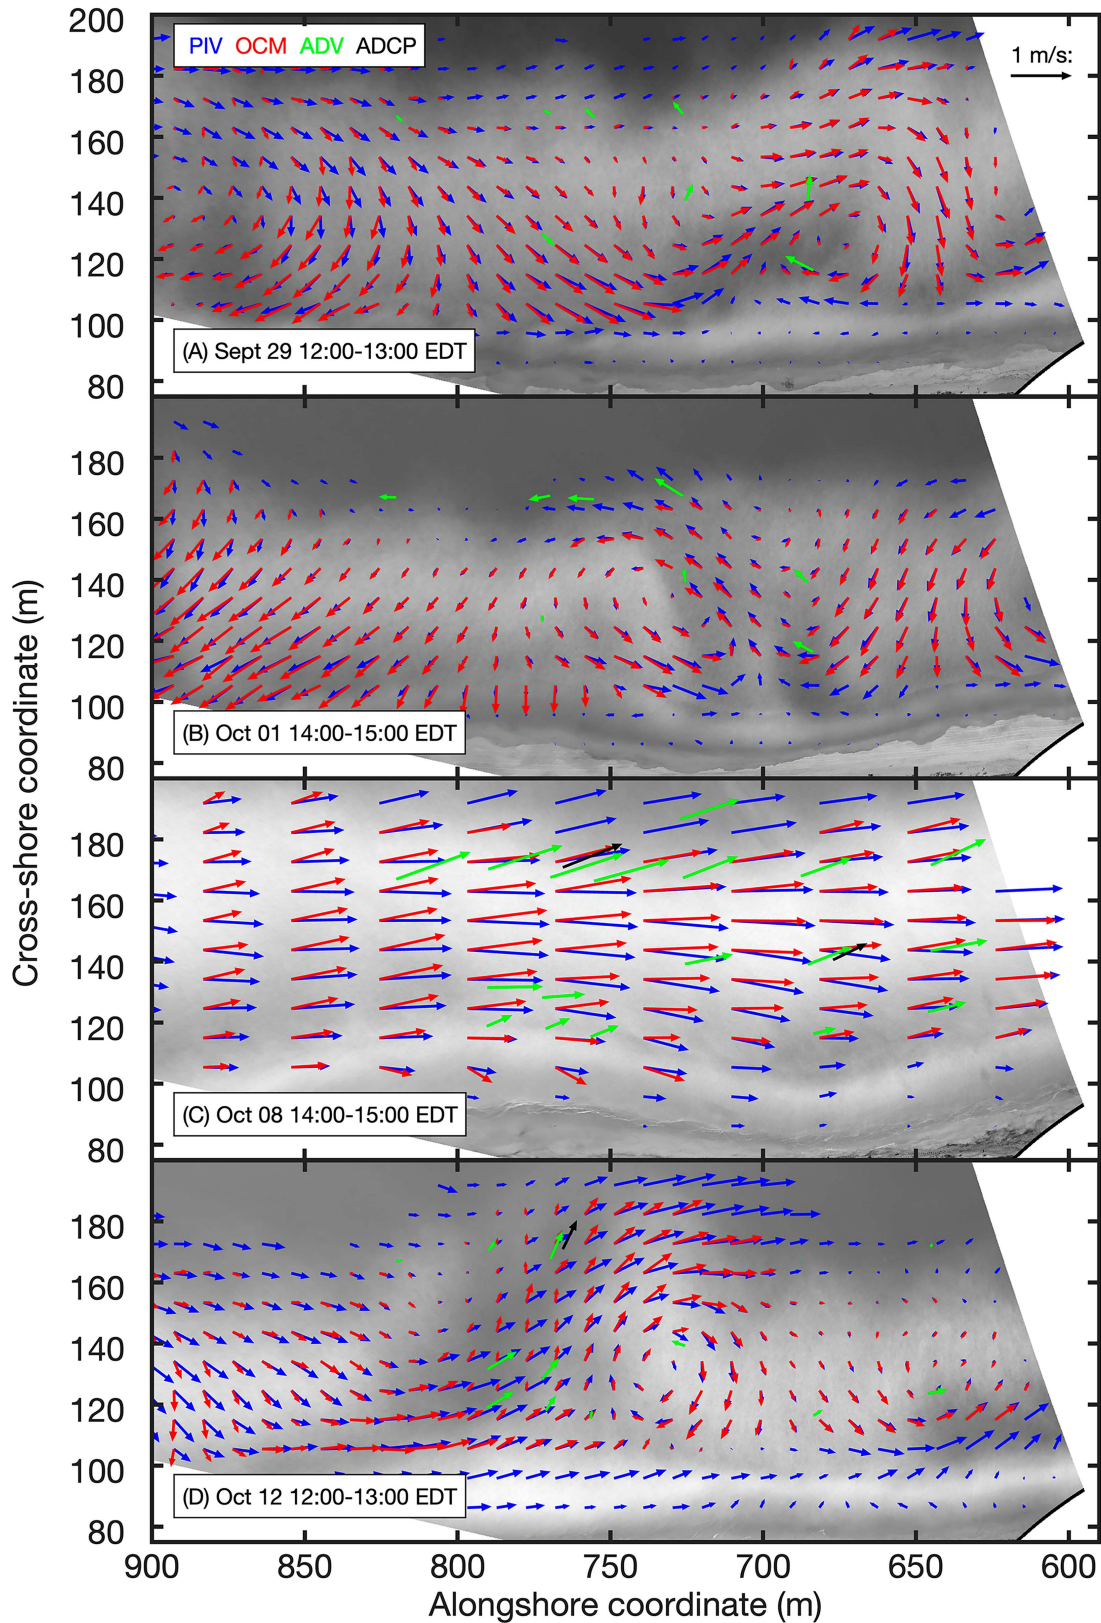 200
PIV OCM ADV ADCP
1 m/s:
180
160
140
120
100
(A) Sept 29 12:00-13:00 EDT
80
180
160
140
120
100
(B) Oct 01 14:00-15:00 EDT
80
Cross-shore coordinate (m)
180
160
140
120
100
(C) Oct 08 14:00-15:00 EDT
80
180
160
140
120
100
(D) Oct 12 12:00-13:00 EDT
80
900 850 800 750 700 650 600
Alongshore coordinate (m)